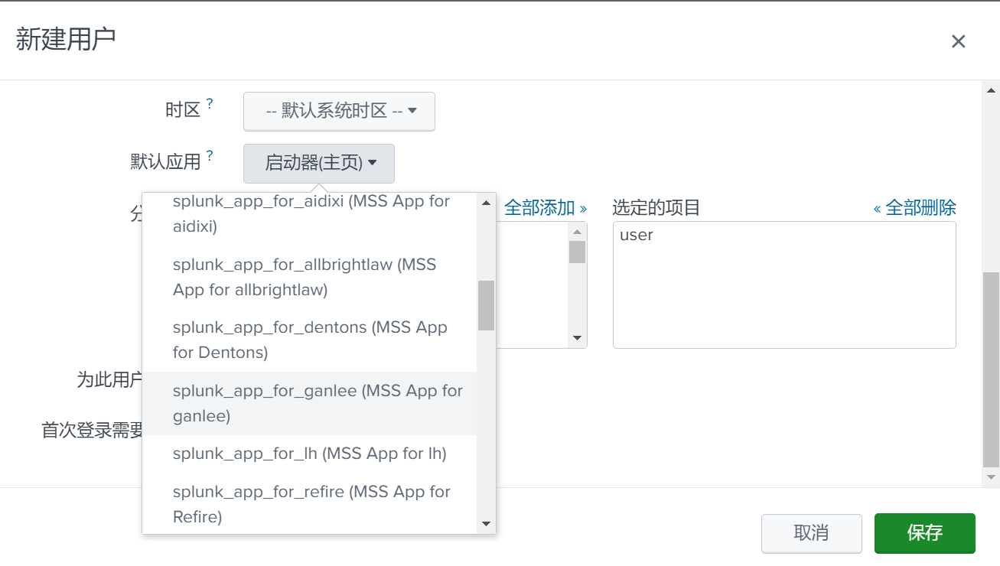 新建用户
时区 ?
-- 默认系统时区 --
默认应用 ?
启动器(主页)
splunk_app_for_aidixi (MSS App for
aidixi)
splunk_app_for_allbrightlaw (MSS
App for allbrightlaw)
splunk_app_for_dentons (MSS App
for Dentons)
splunk_app_for_ganlee (MSS App for
ganlee)
splunk_app_for_lh (MSS App for lh)
splunk_app_for_refire (MSS App for
Refire)
全部添加 »
选定的项目
« 全部删除
user
为此用户
首次登录需要
取消
保存